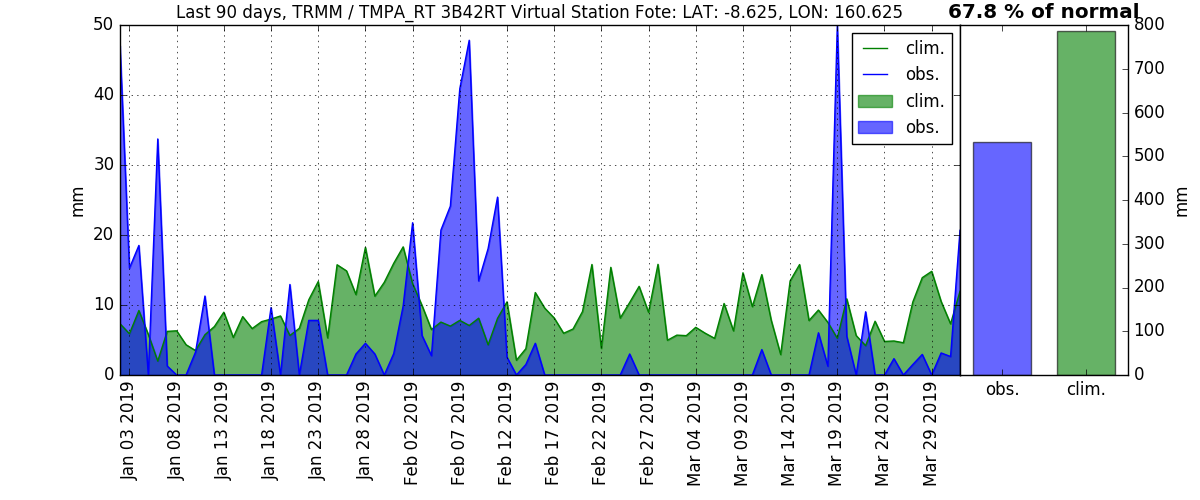 Last 90 days, TRMM / TMPA_RT 3B42RT Virtual Station Fote: LAT: -8.625, LON: 160.625
67.8 % of normal
50
40
30
20
10
0
mm
clim.
obs.
clim.
obs.
800
700
600
500
400
300
200
100
0
mm
Jan 03 2019
Jan 08 2019
Jan 13 2019
Jan 18 2019
Jan 23 2019
Jan 28 2019
Feb 02 2019
Feb 07 2019
Feb 12 2019
Feb 17 2019
Feb 22 2019
Feb 27 2019
Mar 04 2019
Mar 09 2019
Mar 14 2019
Mar 19 2019
Mar 24 2019
Mar 29 2019
obs.
clim.